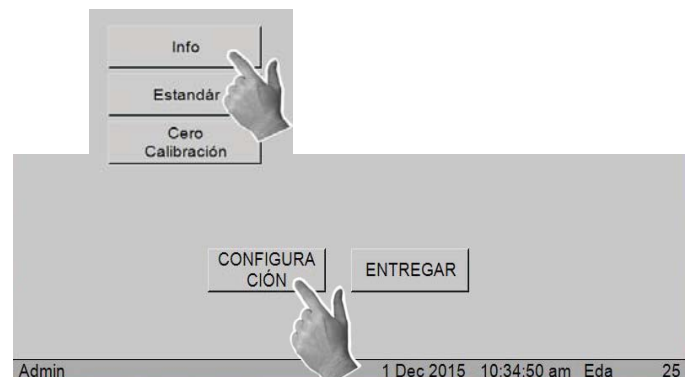 Info
Estandár
Cero
Calibración
CONFIGURA
CIÓN
ENTREGAR
Admin 1 Dec 2015 10:34:50 am Eda 25